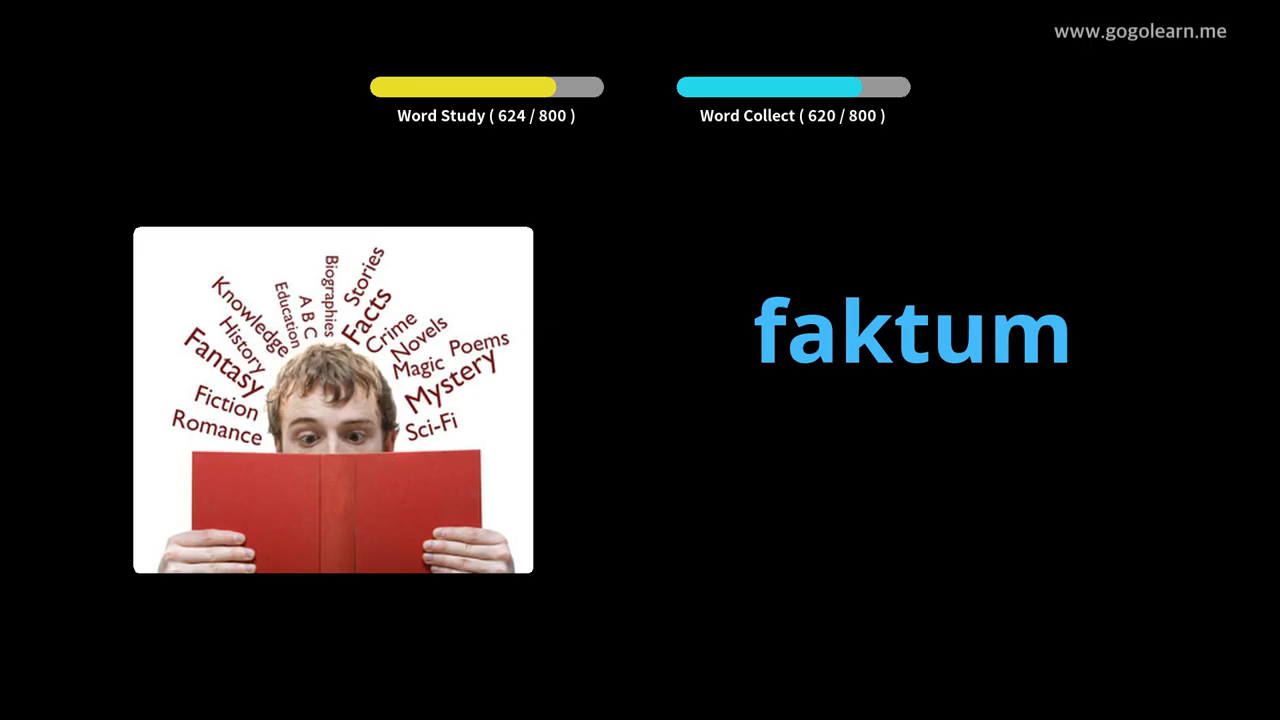 www.gogolearn.me
Word Study ( 624 / 800 )
Word Collect ( 620 / 800 )
faktum
Romance
Fiction
Fantasy
History
Knowledge
Education
A B C
Biographies
Stories
Facts
Crime
Novels
Magic
Poems
Mystery
Sci-Fi